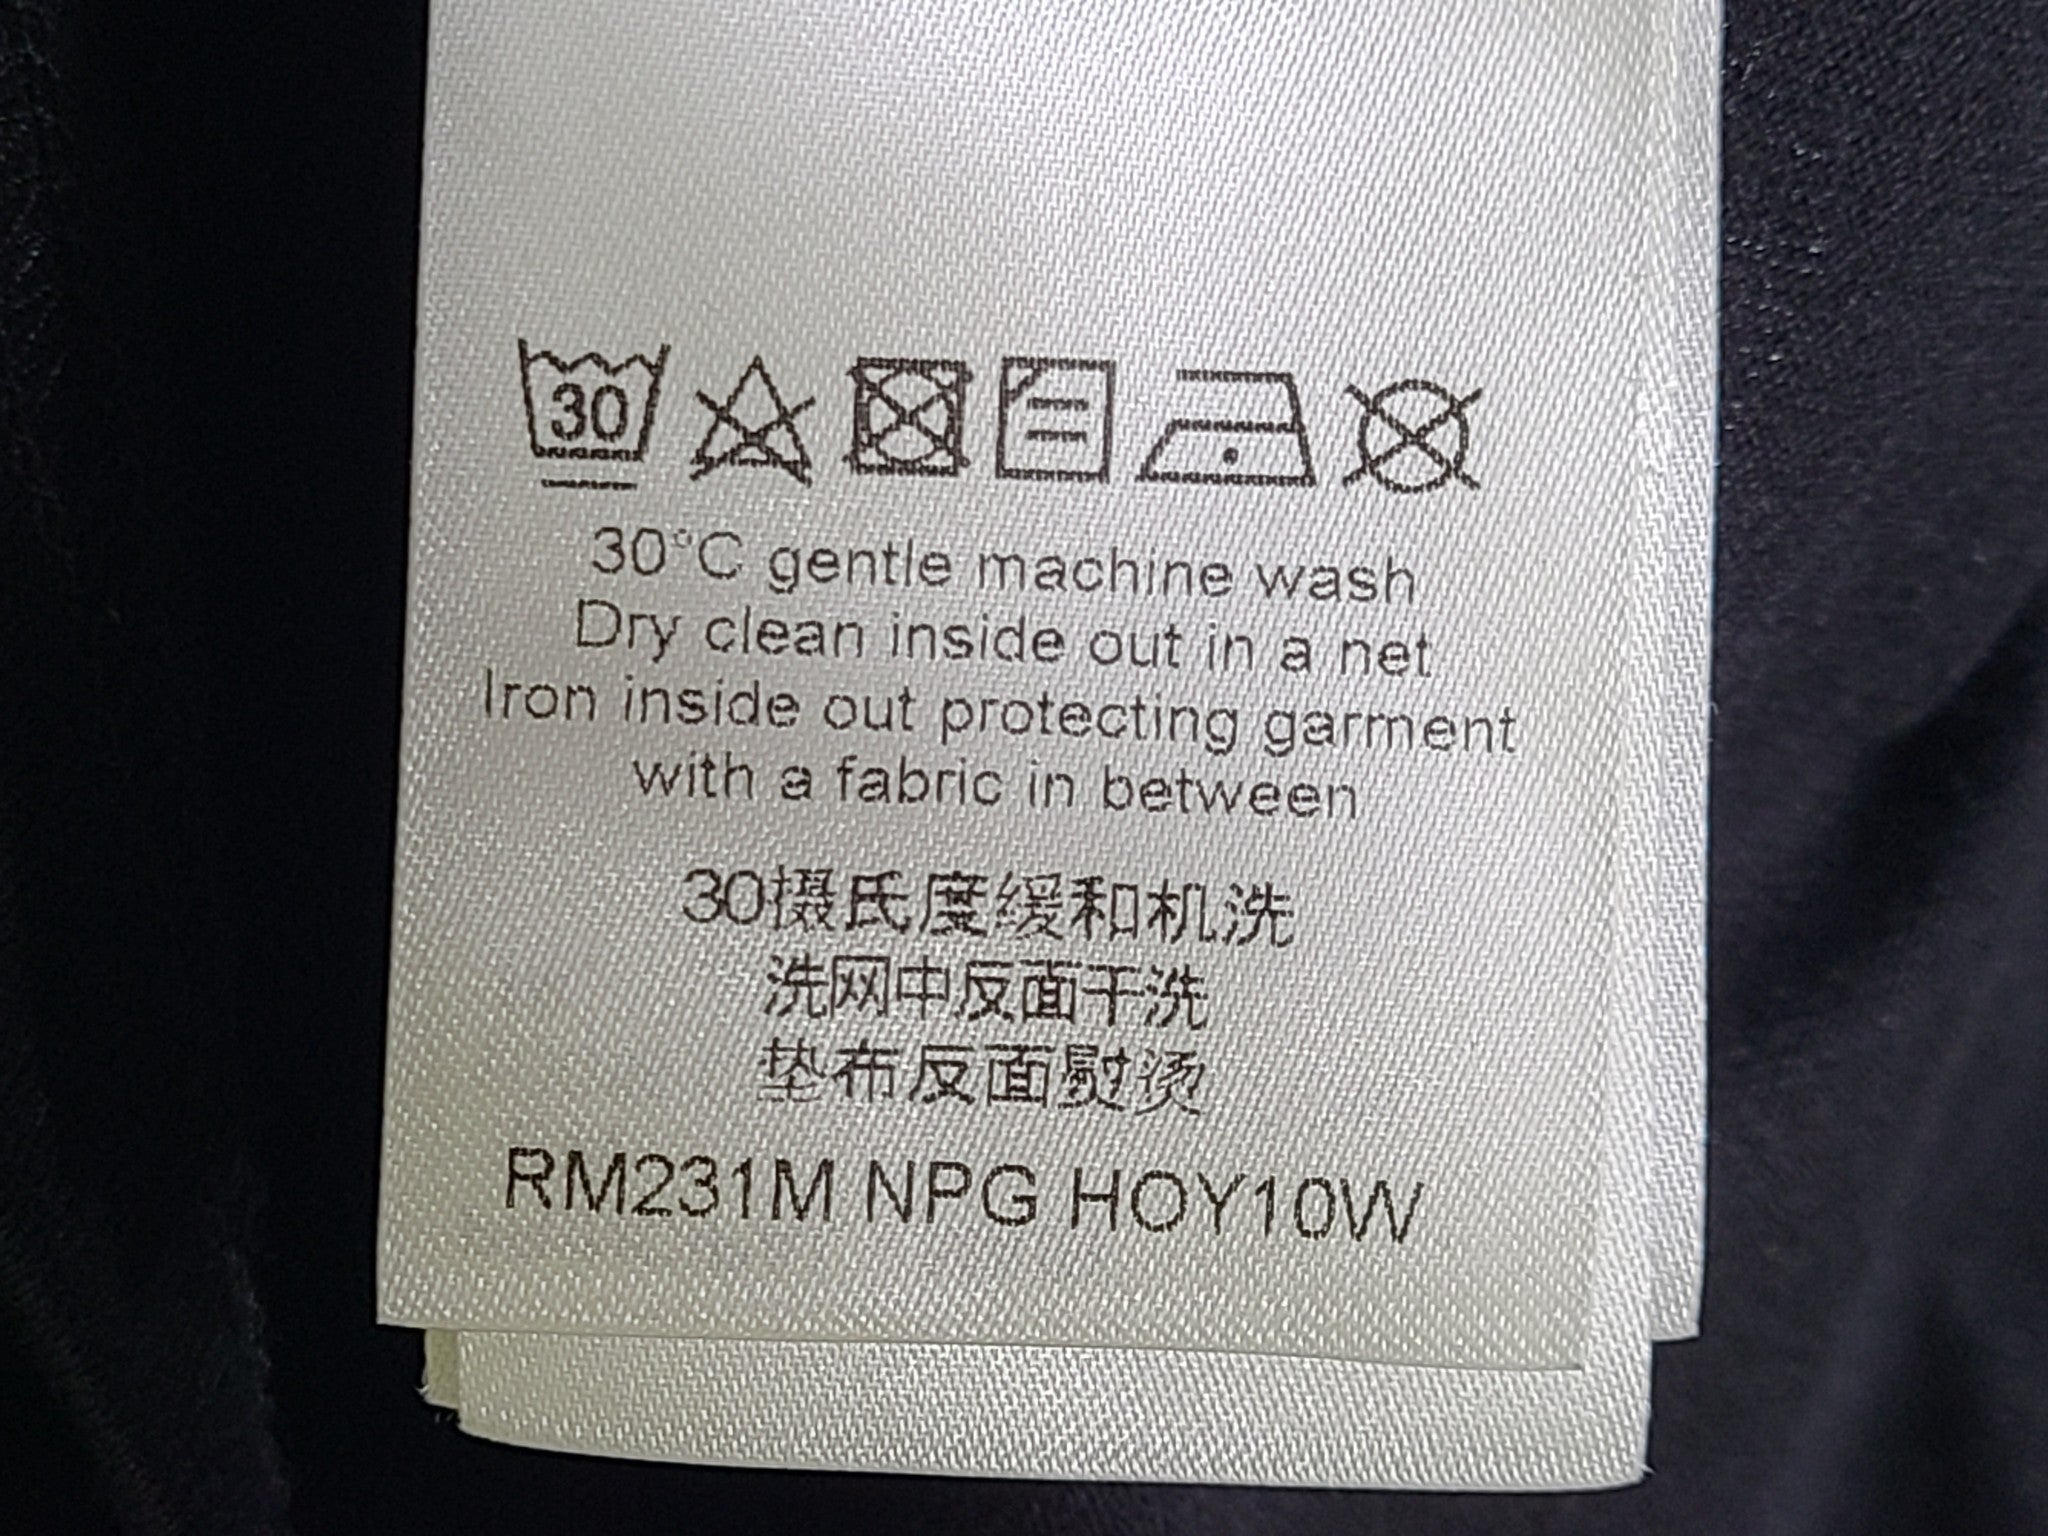 30
30°C gentle machine wash
Dry clean inside out in a net
Iron inside out protecting garment
with a fabric in between
30摄氏度缓和机洗
洗网中反面干洗
垫布反面熨烫
RM231M NPG HOY10W